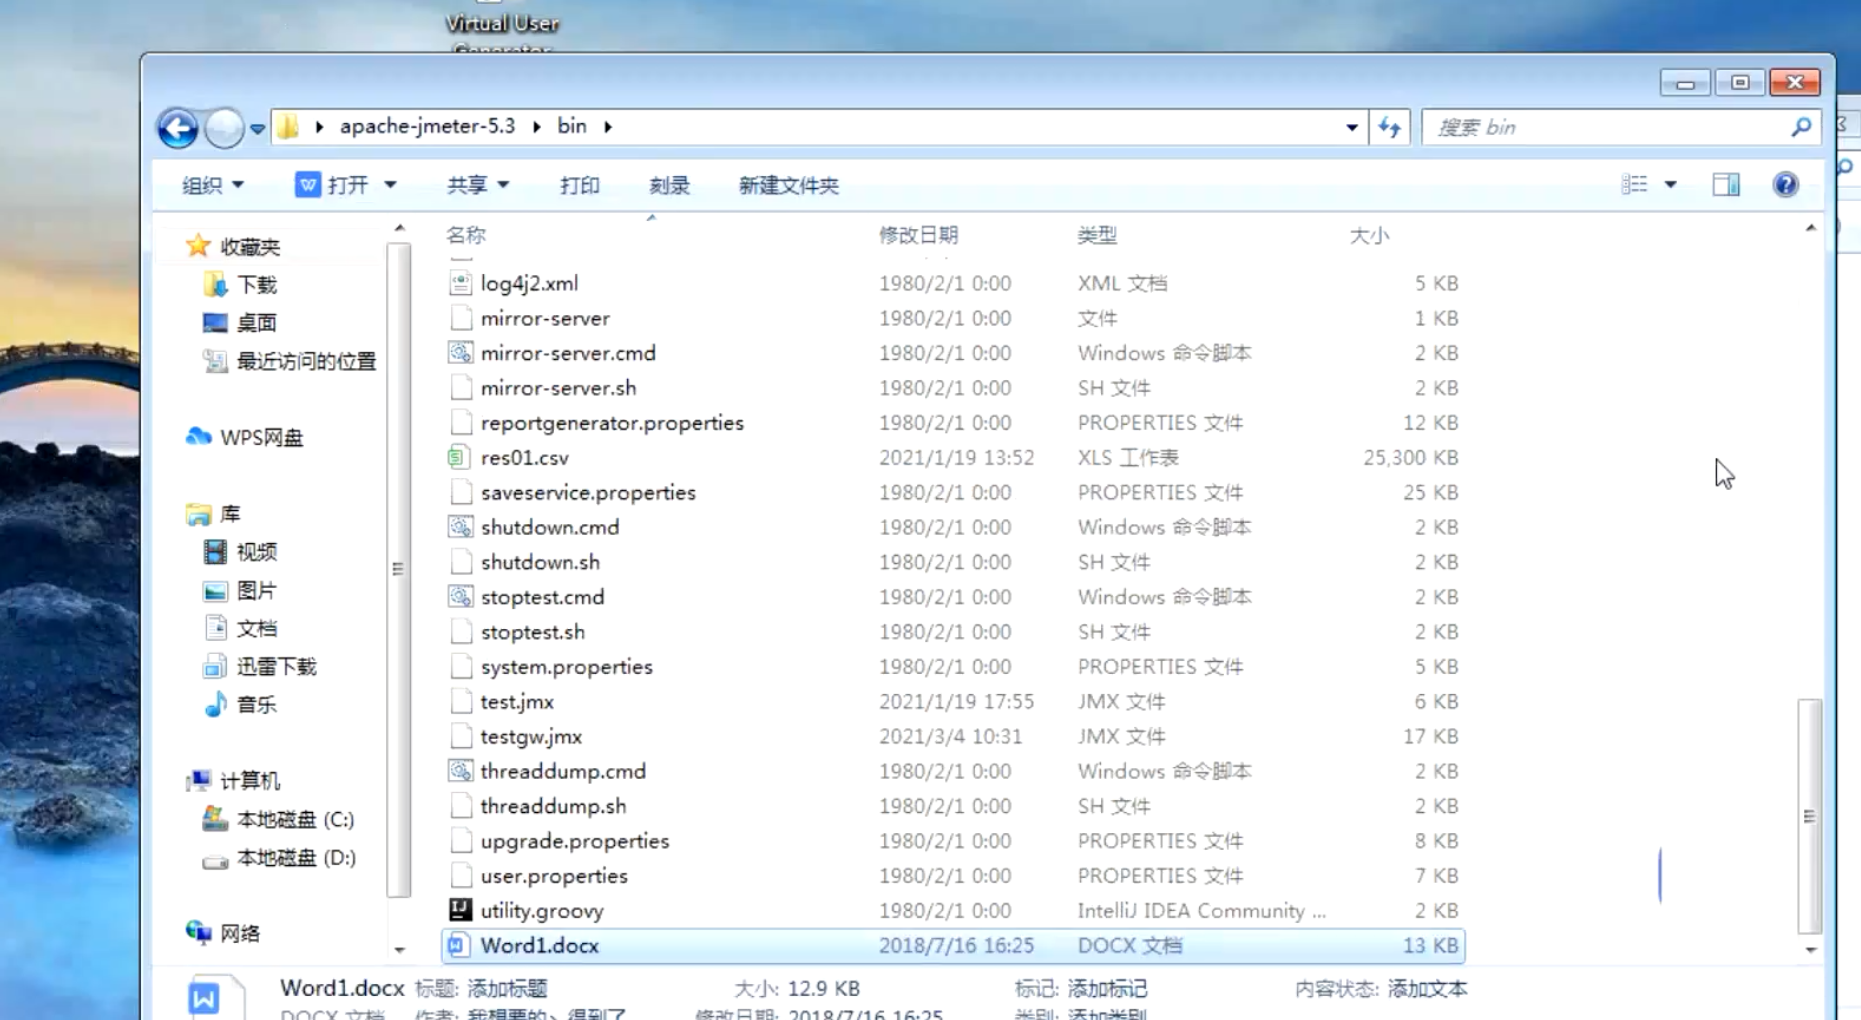 Virtual User
Generator
apache-jmeter-5.3 bin
搜索 bin
组织 打开 共享 打印 刻录 新建文件夹
名称 修改日期 类型 大小
收藏夹
下载
桌面
最近访问的位置
WPS网盘
库
视频
图片
文档
迅雷下载
音乐
计算机
本地磁盘 (C:)
本地磁盘 (D:)
网络
log4j2.xml 1980/2/1 0:00 XML 文档 5 KB
mirror-server 1980/2/1 0:00 文件 1 KB
mirror-server.cmd 1980/2/1 0:00 Windows 命令脚本 2 KB
mirror-server.sh 1980/2/1 0:00 SH 文件 2 KB
reportgenerator.properties 1980/2/1 0:00 PROPERTIES 文件 12 KB
res01.csv 2021/1/19 13:52 XLS 工作表 25,300 KB
saveservice.properties 1980/2/1 0:00 PROPERTIES 文件 25 KB
shutdown.cmd 1980/2/1 0:00 Windows 命令脚本 2 KB
shutdown.sh 1980/2/1 0:00 SH 文件 2 KB
stoptest.cmd 1980/2/1 0:00 Windows 命令脚本 2 KB
stoptest.sh 1980/2/1 0:00 SH 文件 2 KB
system.properties 1980/2/1 0:00 PROPERTIES 文件 5 KB
test.jmx 2021/1/19 17:55 JMX 文件 6 KB
testgw.jmx 2021/3/4 10:31 JMX 文件 17 KB
threaddump.cmd 1980/2/1 0:00 Windows 命令脚本 2 KB
threaddump.sh 1980/2/1 0:00 SH 文件 2 KB
upgrade.properties 1980/2/1 0:00 PROPERTIES 文件 8 KB
user.properties 1980/2/1 0:00 PROPERTIES 文件 7 KB
utility.groovy 1980/2/1 0:00 IntelliJ IDEA Community ... 2 KB
Word1.docx 2018/7/16 16:25 DOCX 文档 13 KB
Word1.docx 标题: 添加标题 大小: 12.9 KB 标记: 添加标记 内容状态: 添加文本
DOCX 文档 作者: 我想要的、得到了 修改日期: 2018/7/16 16:25 类别: 添加类别